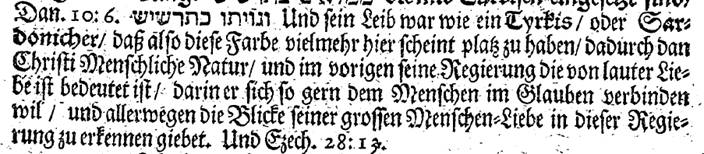 Dan. 10: 6. וגויתו כתרשיש Und sein Leib war wie ein Tyrkis / oder Sar-
donicher / daß also diese Farbe vielmehr hier scheint platz zu haben / dadurch dan
Christi Menschliche Natur / und im vorigen seine Regierung die von lauter Lie-
be ist bedeutet ist / darin er sich so gern dem Menschen im Glauben verbinden
wil / und allerwegen die Blicke seiner grossen Menschen-Liebe in dieser Regie-
rung zu erkennen giebet. Und Ezech. 28: 13.